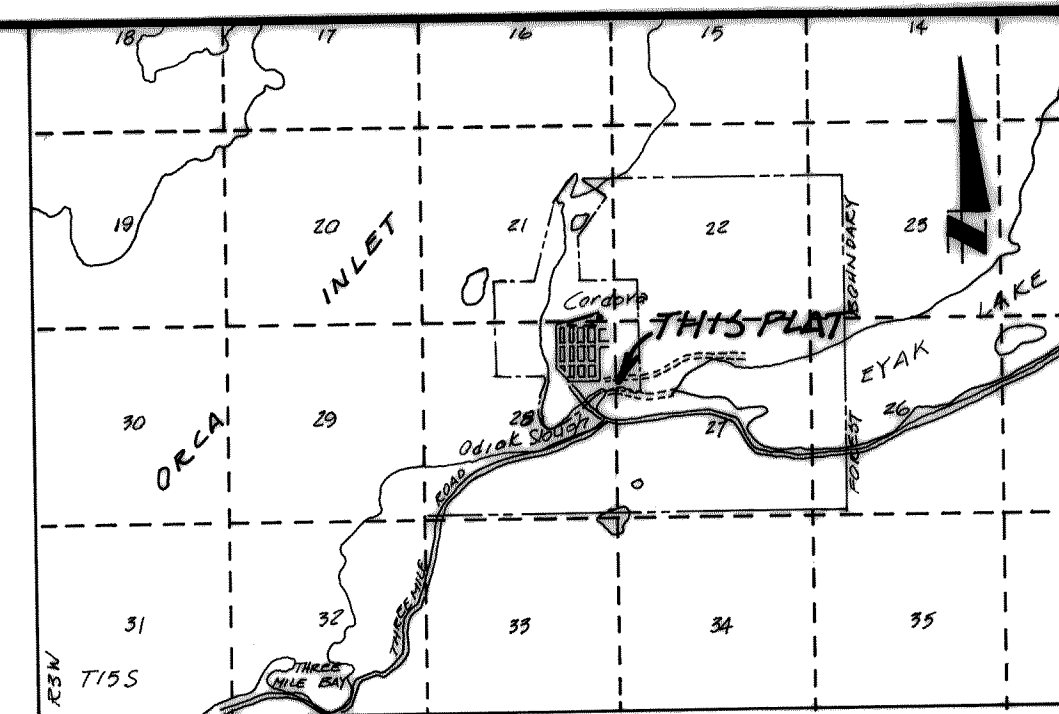 18 17 16 15 14
19 20 21 22 23
N
INLET
BOUNDARY
Cordova
THIS PLAT
LAKE
EYAK
30 29 28 27 26
ORCA
Odiak Slough
FOREST
ROAD
THREE MILE
31 32 33 34 35
THREE
MILE BAY
R3W
T15S